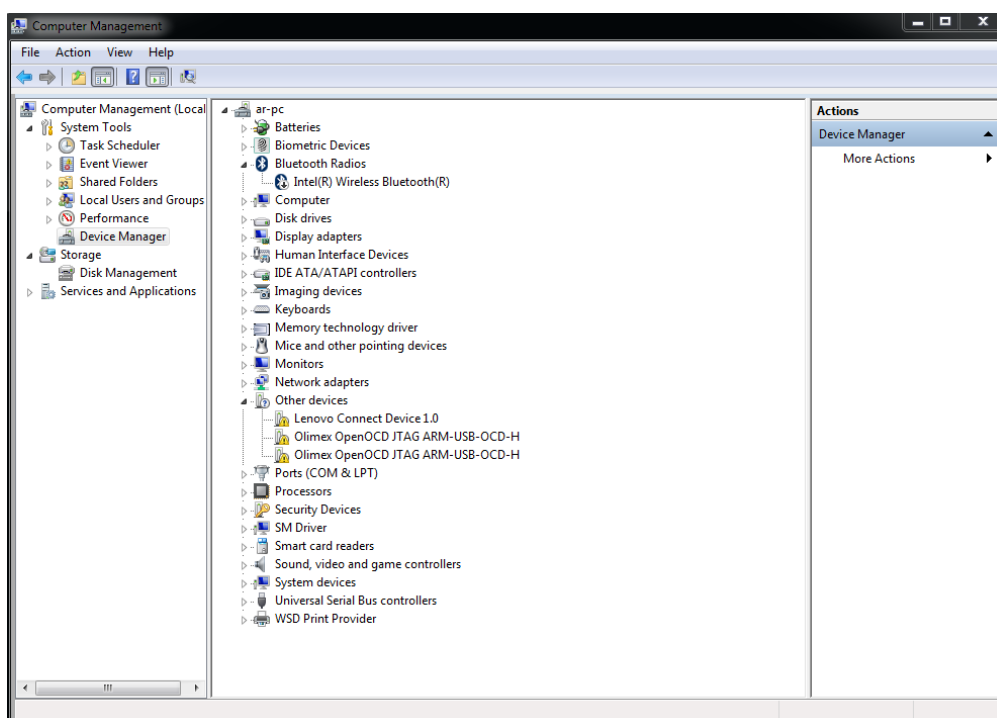 Computer Management
File Action View Help
Computer Management (Local
System Tools
Task Scheduler
Event Viewer
Shared Folders
Local Users and Groups
Performance
Device Manager
Storage
Disk Management
Services and Applications
ar-pc
Batteries
Biometric Devices
Bluetooth Radios
Intel(R) Wireless Bluetooth(R)
Computer
Disk drives
Display adapters
Human Interface Devices
IDE ATA/ATAPI controllers
Imaging devices
Keyboards
Memory technology driver
Mice and other pointing devices
Monitors
Network adapters
Other devices
Lenovo Connect Device 1.0
Olimex OpenOCD JTAG ARM-USB-OCD-H
Olimex OpenOCD JTAG ARM-USB-OCD-H
Ports (COM & LPT)
Processors
Security Devices
SM Driver
Smart card readers
Sound, video and game controllers
System devices
Universal Serial Bus controllers
WSD Print Provider
Actions
Device Manager
More Actions